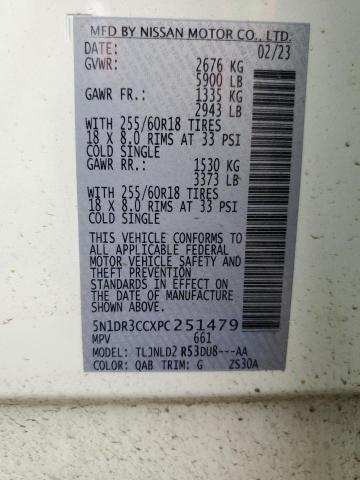 MFD BY NISSAN MOTOR CO., LTD.
DATE: 02/23
GVWR: 2676 KG
5900 LB
GAWR FR.: 1335 KG
2943 LB
WITH 255/60R18 TIRES
18 X 8.0 RIMS AT 33 PSI
COLD SINGLE -
GAWR RR.: 1530 KG
3373 LB
WITH 255/60R18 TIRES
18 X 8.0 RIMS AT 33 PSI
COLD SINGLE -
THIS VEHICLE CONFORMS TO
ALL APPLICABLE FEDERAL
MOTOR VEHICLE SAFETY AND
AND THEFT PREVENTION
STANDARDS IN EFFECT ON
THE DATE OF MANUFACTURE
SHOWN ABOVE.
5N1DR3CCXPC251479
MPV 661
MODEL: TLJNLD2 R53DU8---AA
COLOR: QAB TRIM: G ZS30A